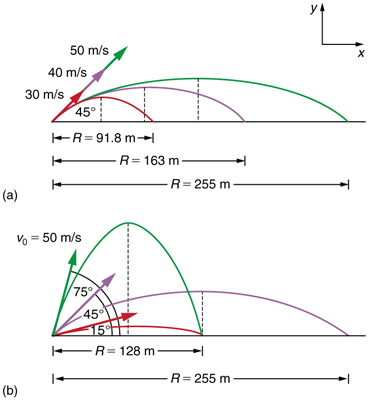 y
50 m/s
x
40 m/s
30 m/s
45°
R = 91.8 m
R = 163 m
R = 255 m
(a)
v₀ = 50 m/s
75°
45°
15°
R = 128 m
R = 255 m
(b)